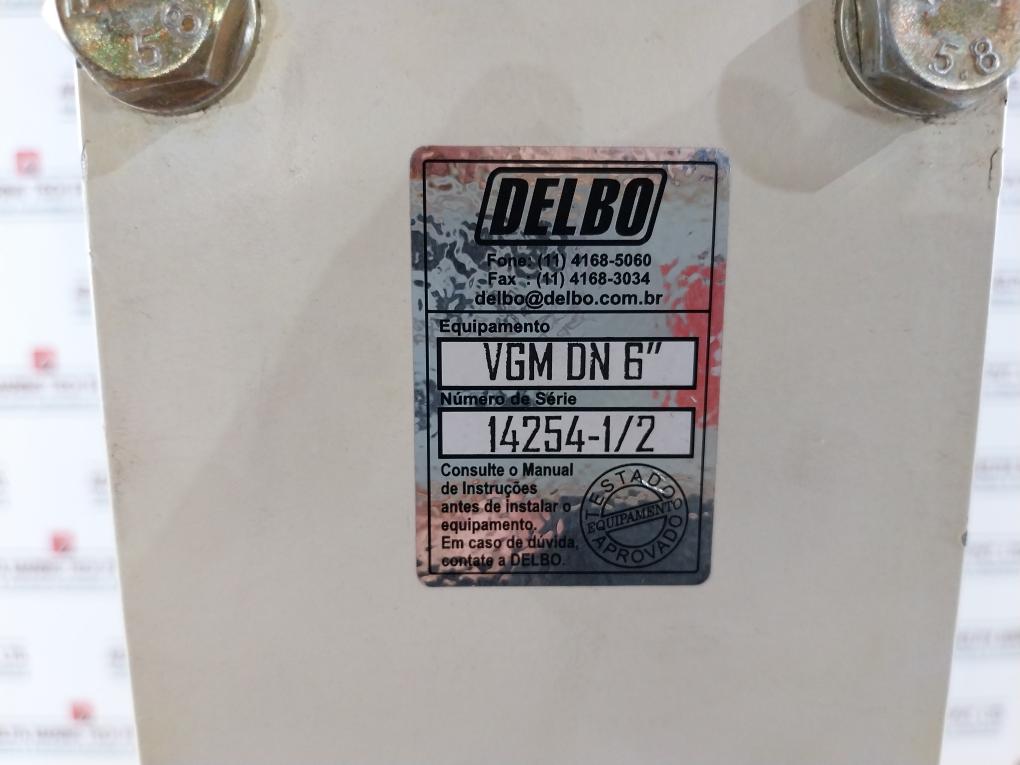 5 8
5 8
DELBO
Fone: (11) 4168-5060
Fax : (11) 4168-3034
delbo@delbo.com.br
Equipamento
VGM DN 6"
Número de Série
14254-1/2
Consulte o Manual
de Instruções
antes de instalar o
equipamento.
Em caso de dúvida,
contate a DELBO.
TESTADO
EQUIPAMENTO
APROVADO